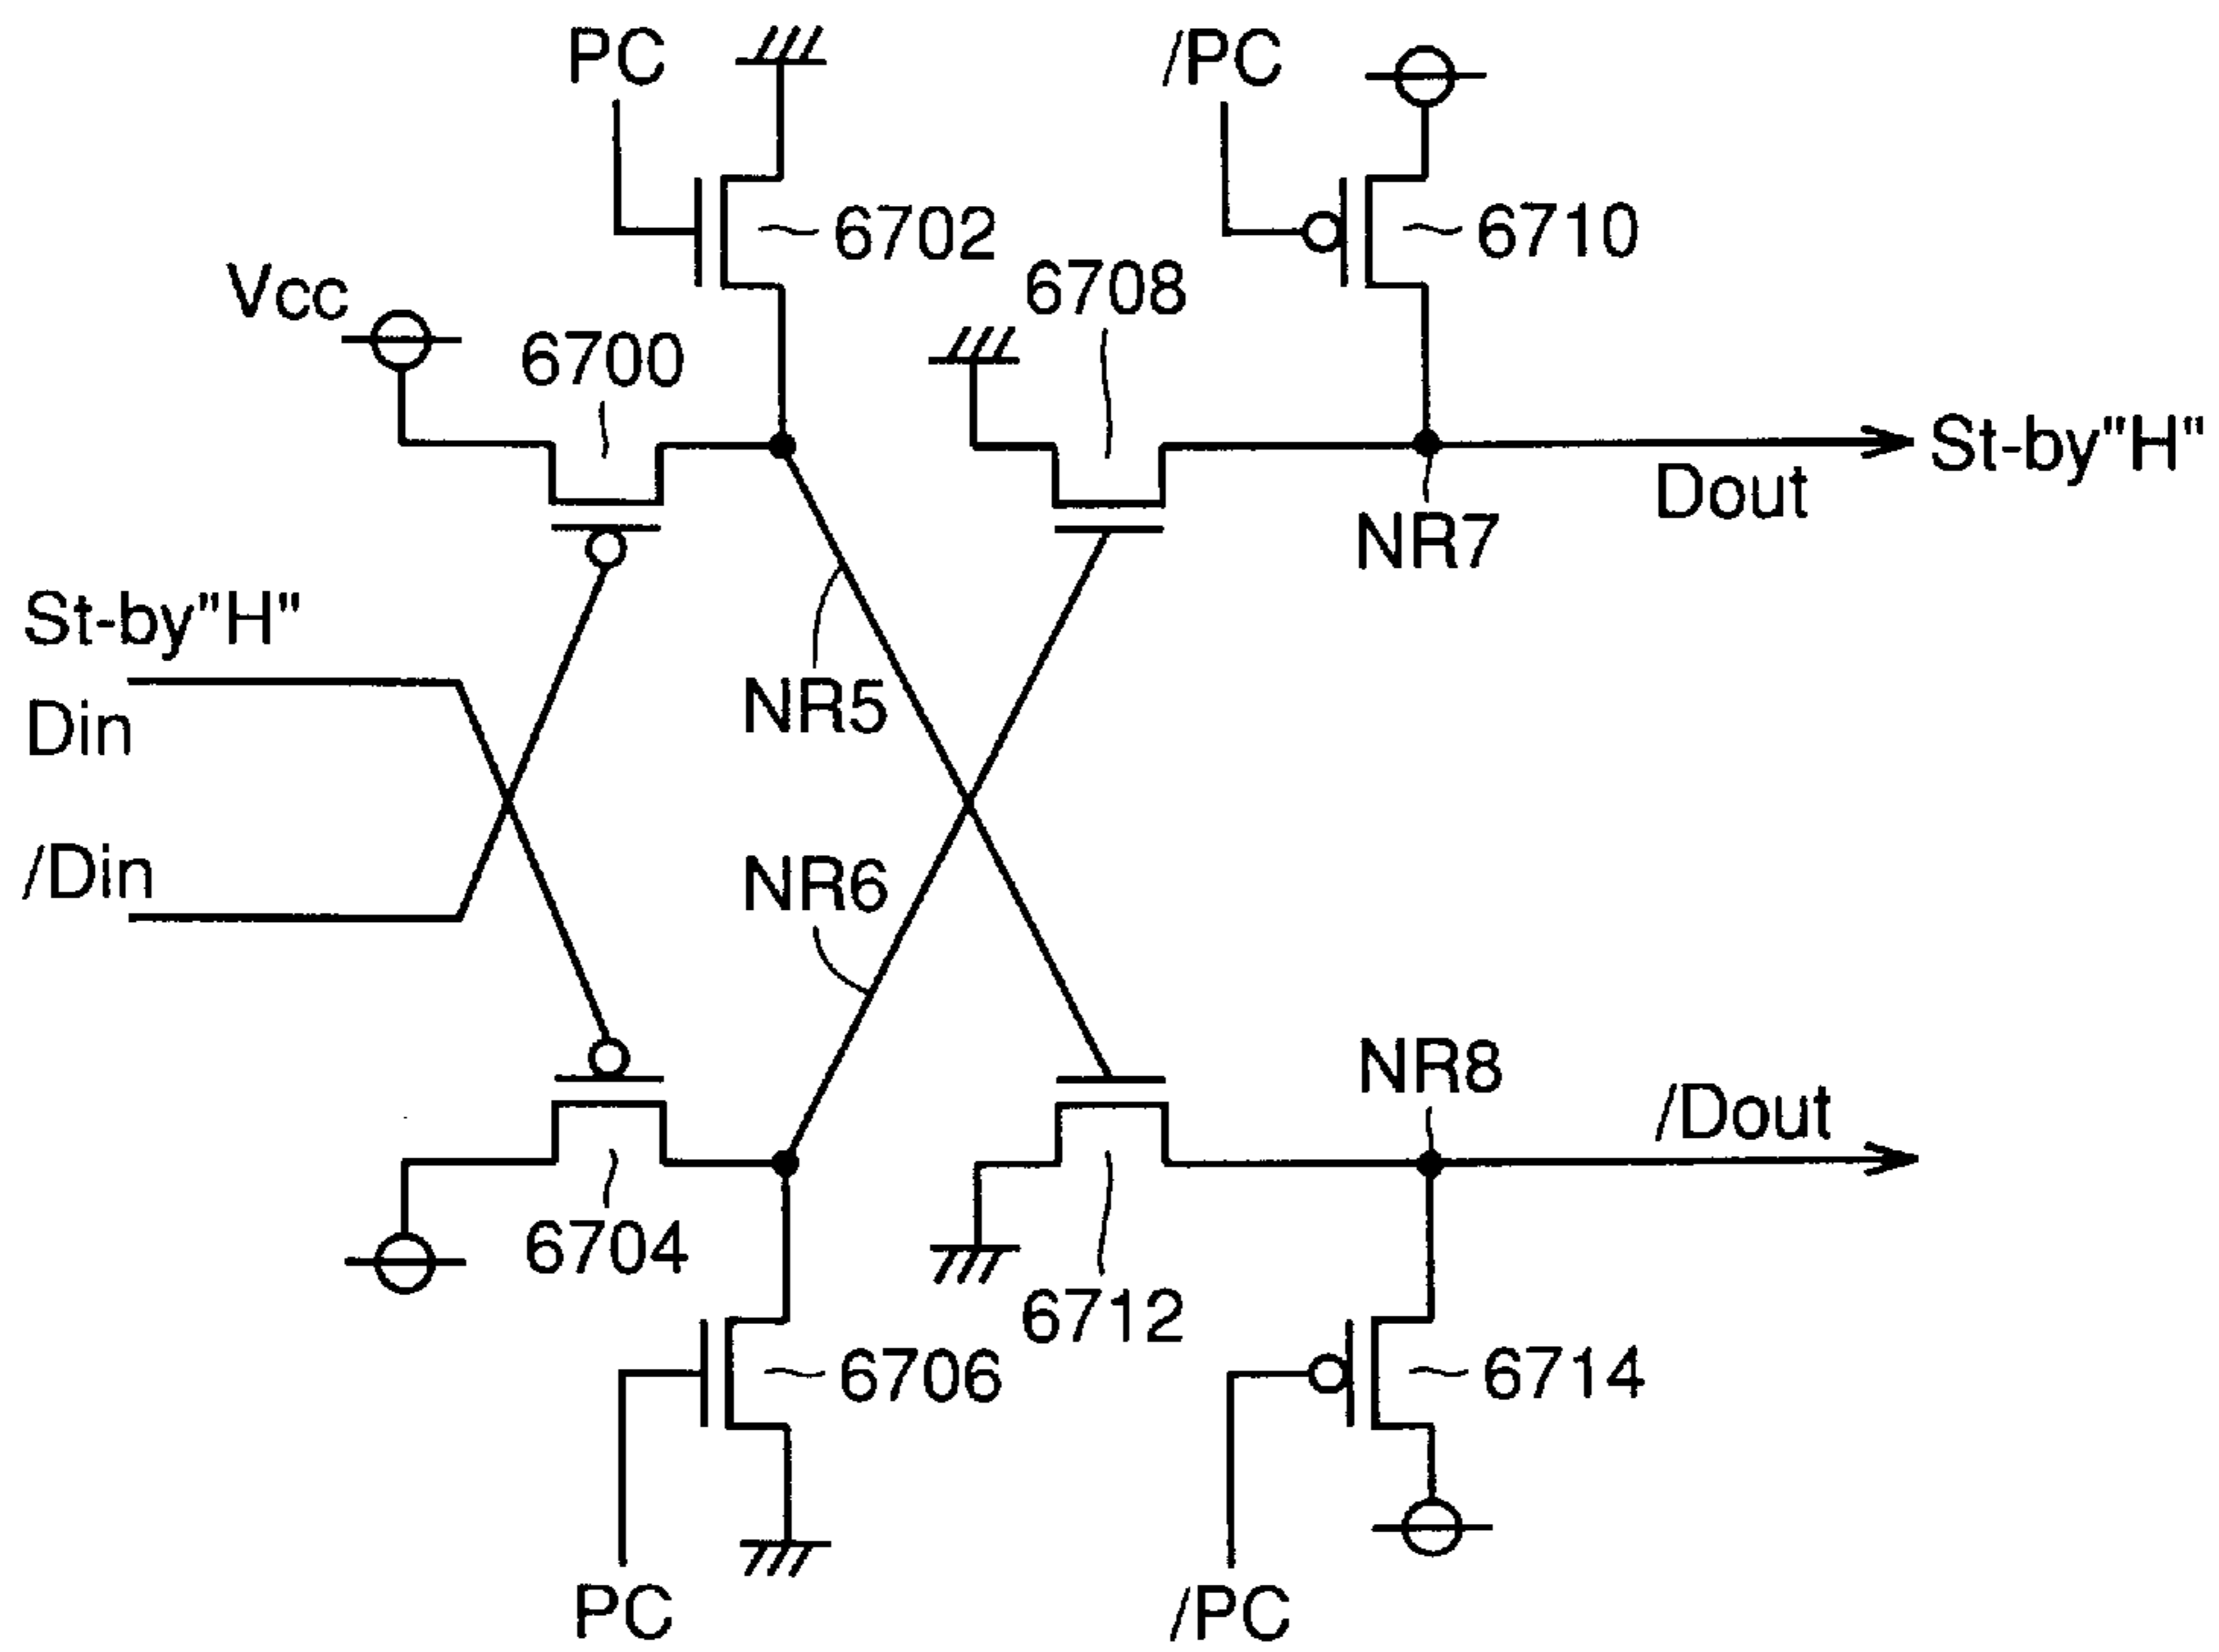 PC
/PC
6702
6710
Vcc
6708
6700
St-by"H"
Dout
NR7
St-by"H"
Din
NR5
/Din
NR6
NR8
/Dout
6704
6712
6706
6714
PC
/PC